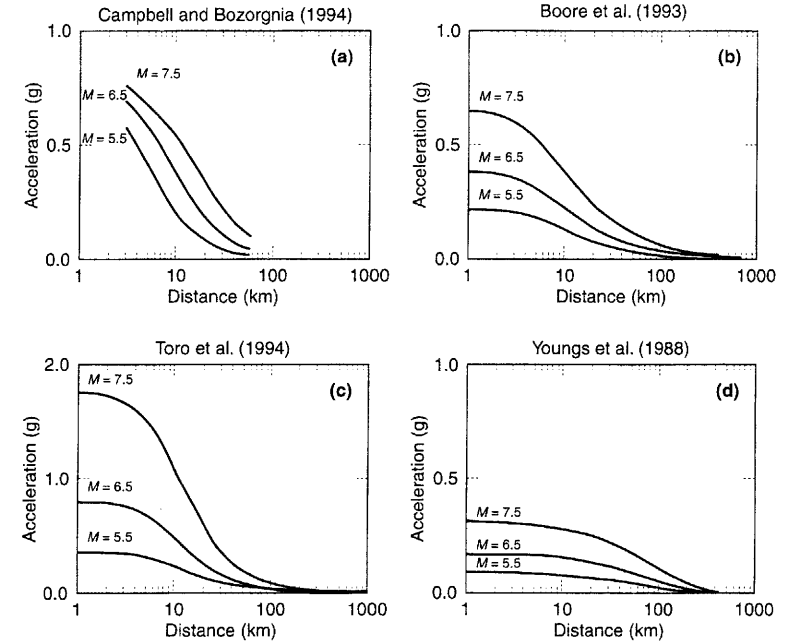 Campbell and Bozorgnia (1994)
1.0
(a)
M = 7.5
M = 6.5
0.5
M = 5.5
Acceleration (g)
0.0
1
10
100
1000
Distance (km)
Boore et al. (1993)
1.0
(b)
M = 7.5
0.5
M = 6.5
M = 5.5
Acceleration (g)
0.0
1
10
100
1000
Distance (km)
Toro et al. (1994)
2.0
M = 7.5
(c)
1.0
M = 6.5
M = 5.5
Acceleration (g)
0.0
1
10
100
1000
Distance (km)
Youngs et al. (1988)
1.0
(d)
0.5
M = 7.5
M = 6.5
M = 5.5
Acceleration (g)
0.0
1
10
100
1000
Distance (km)